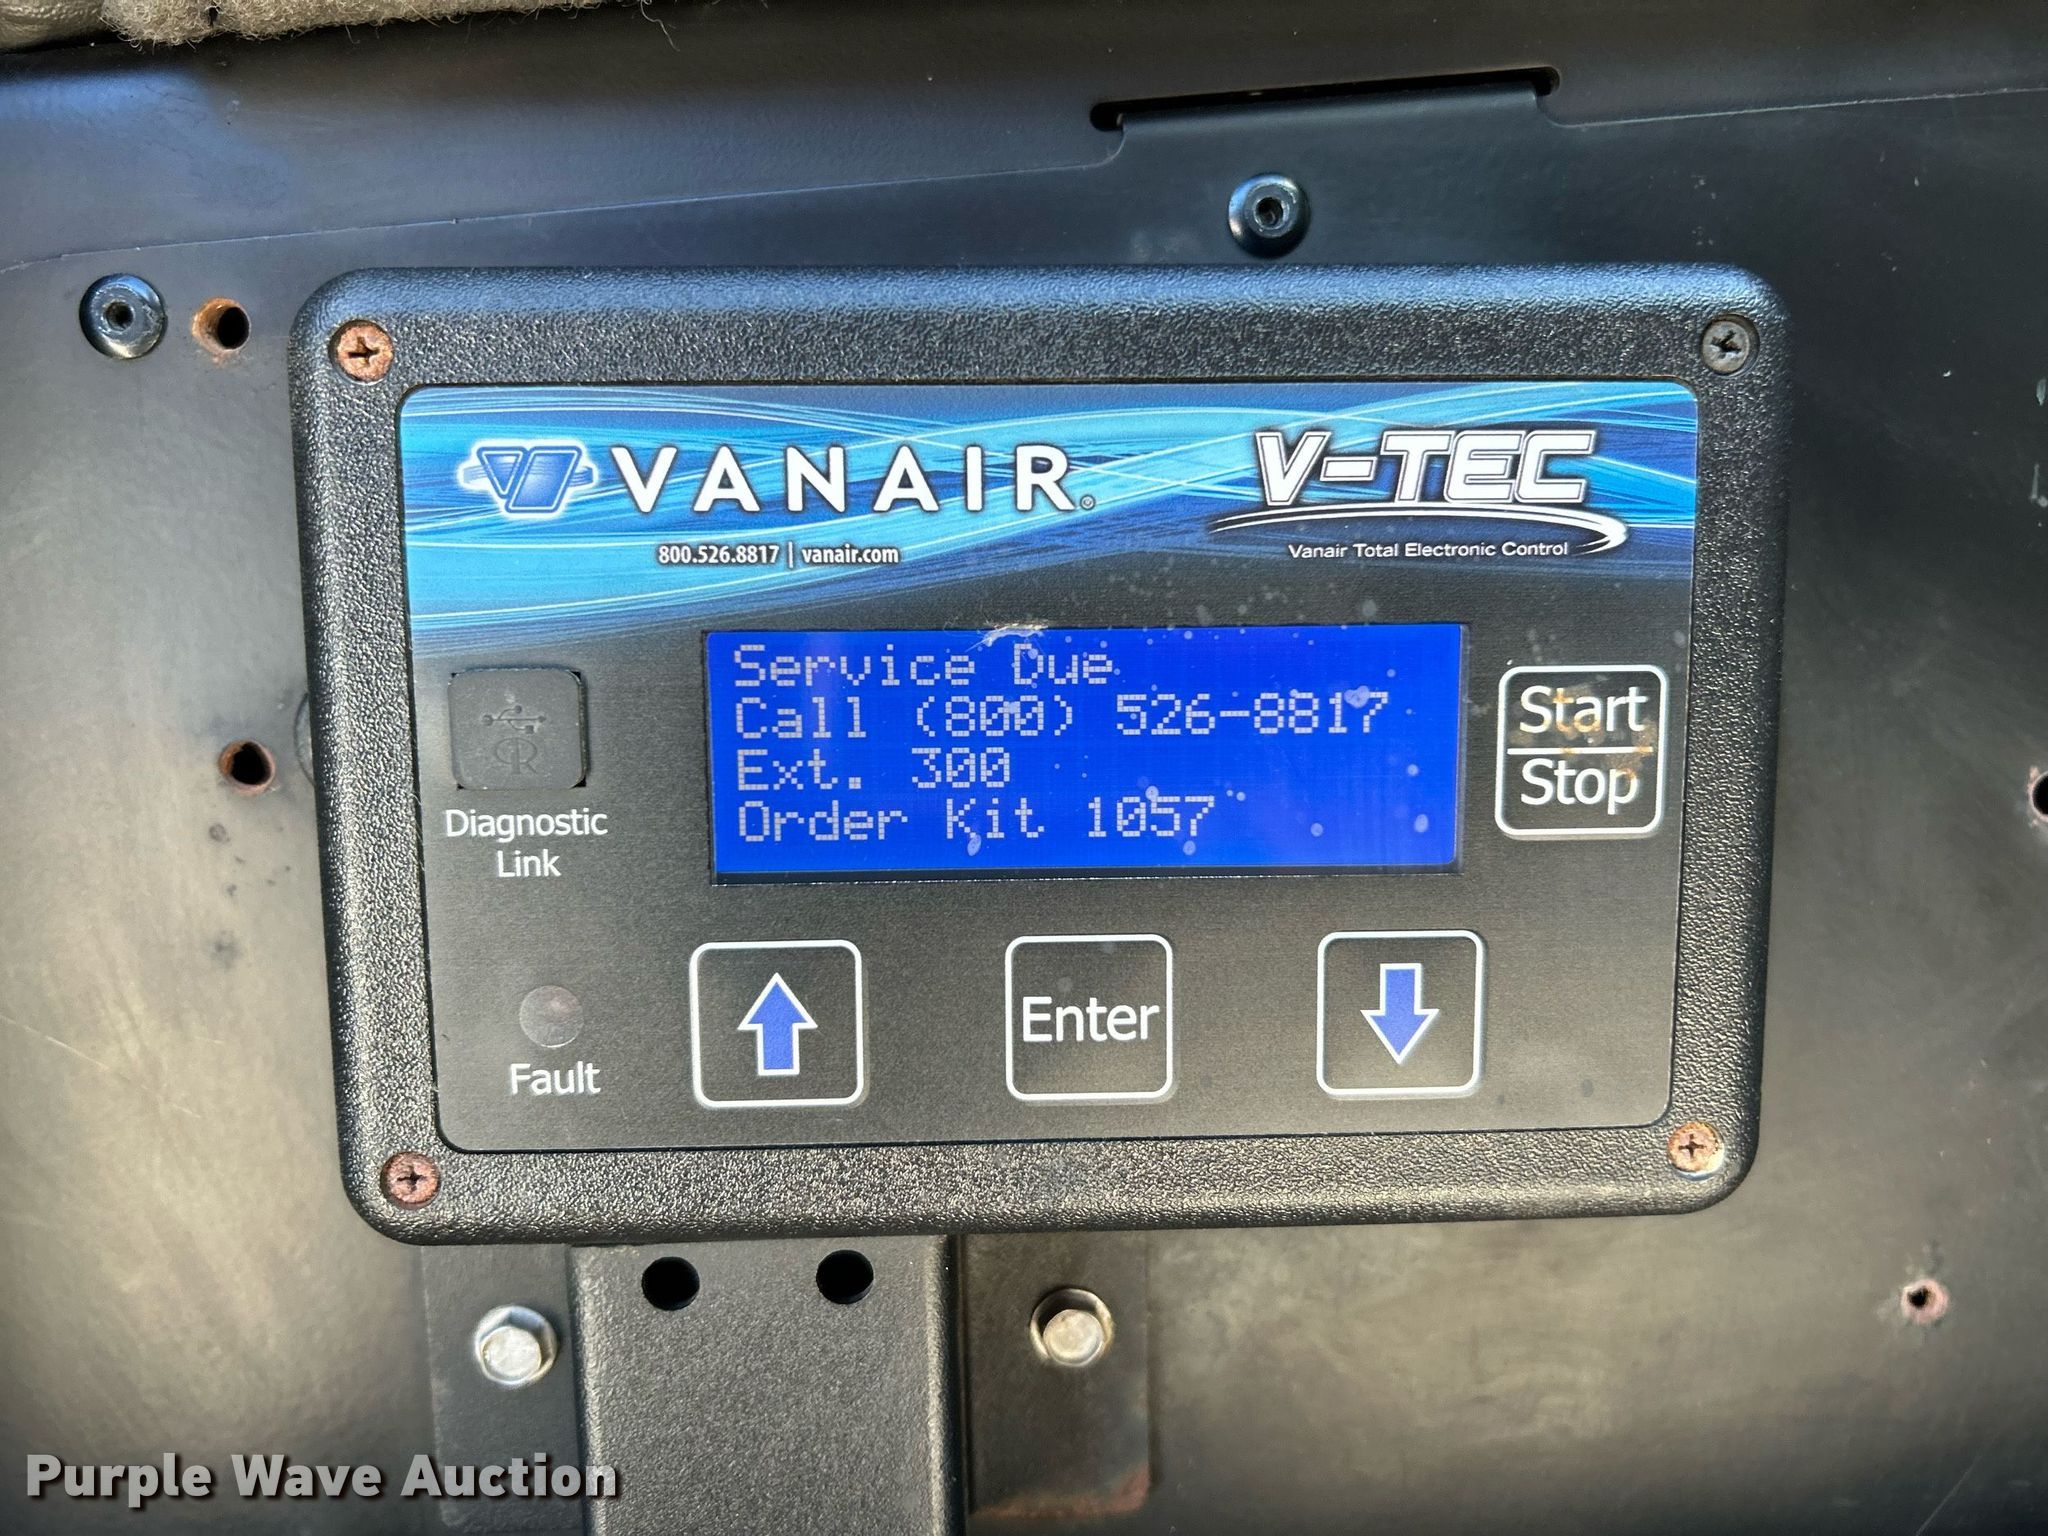 VANAIR®
V-TEC
800.526.8817 | vanair.com
Vanair Total Electronic Control
Service Due
Call (800) 526-8817
Ext. 300
Order Kit 1057
Start
Stop
Diagnostic
Link
Enter
Fault
Purple Wave Auction